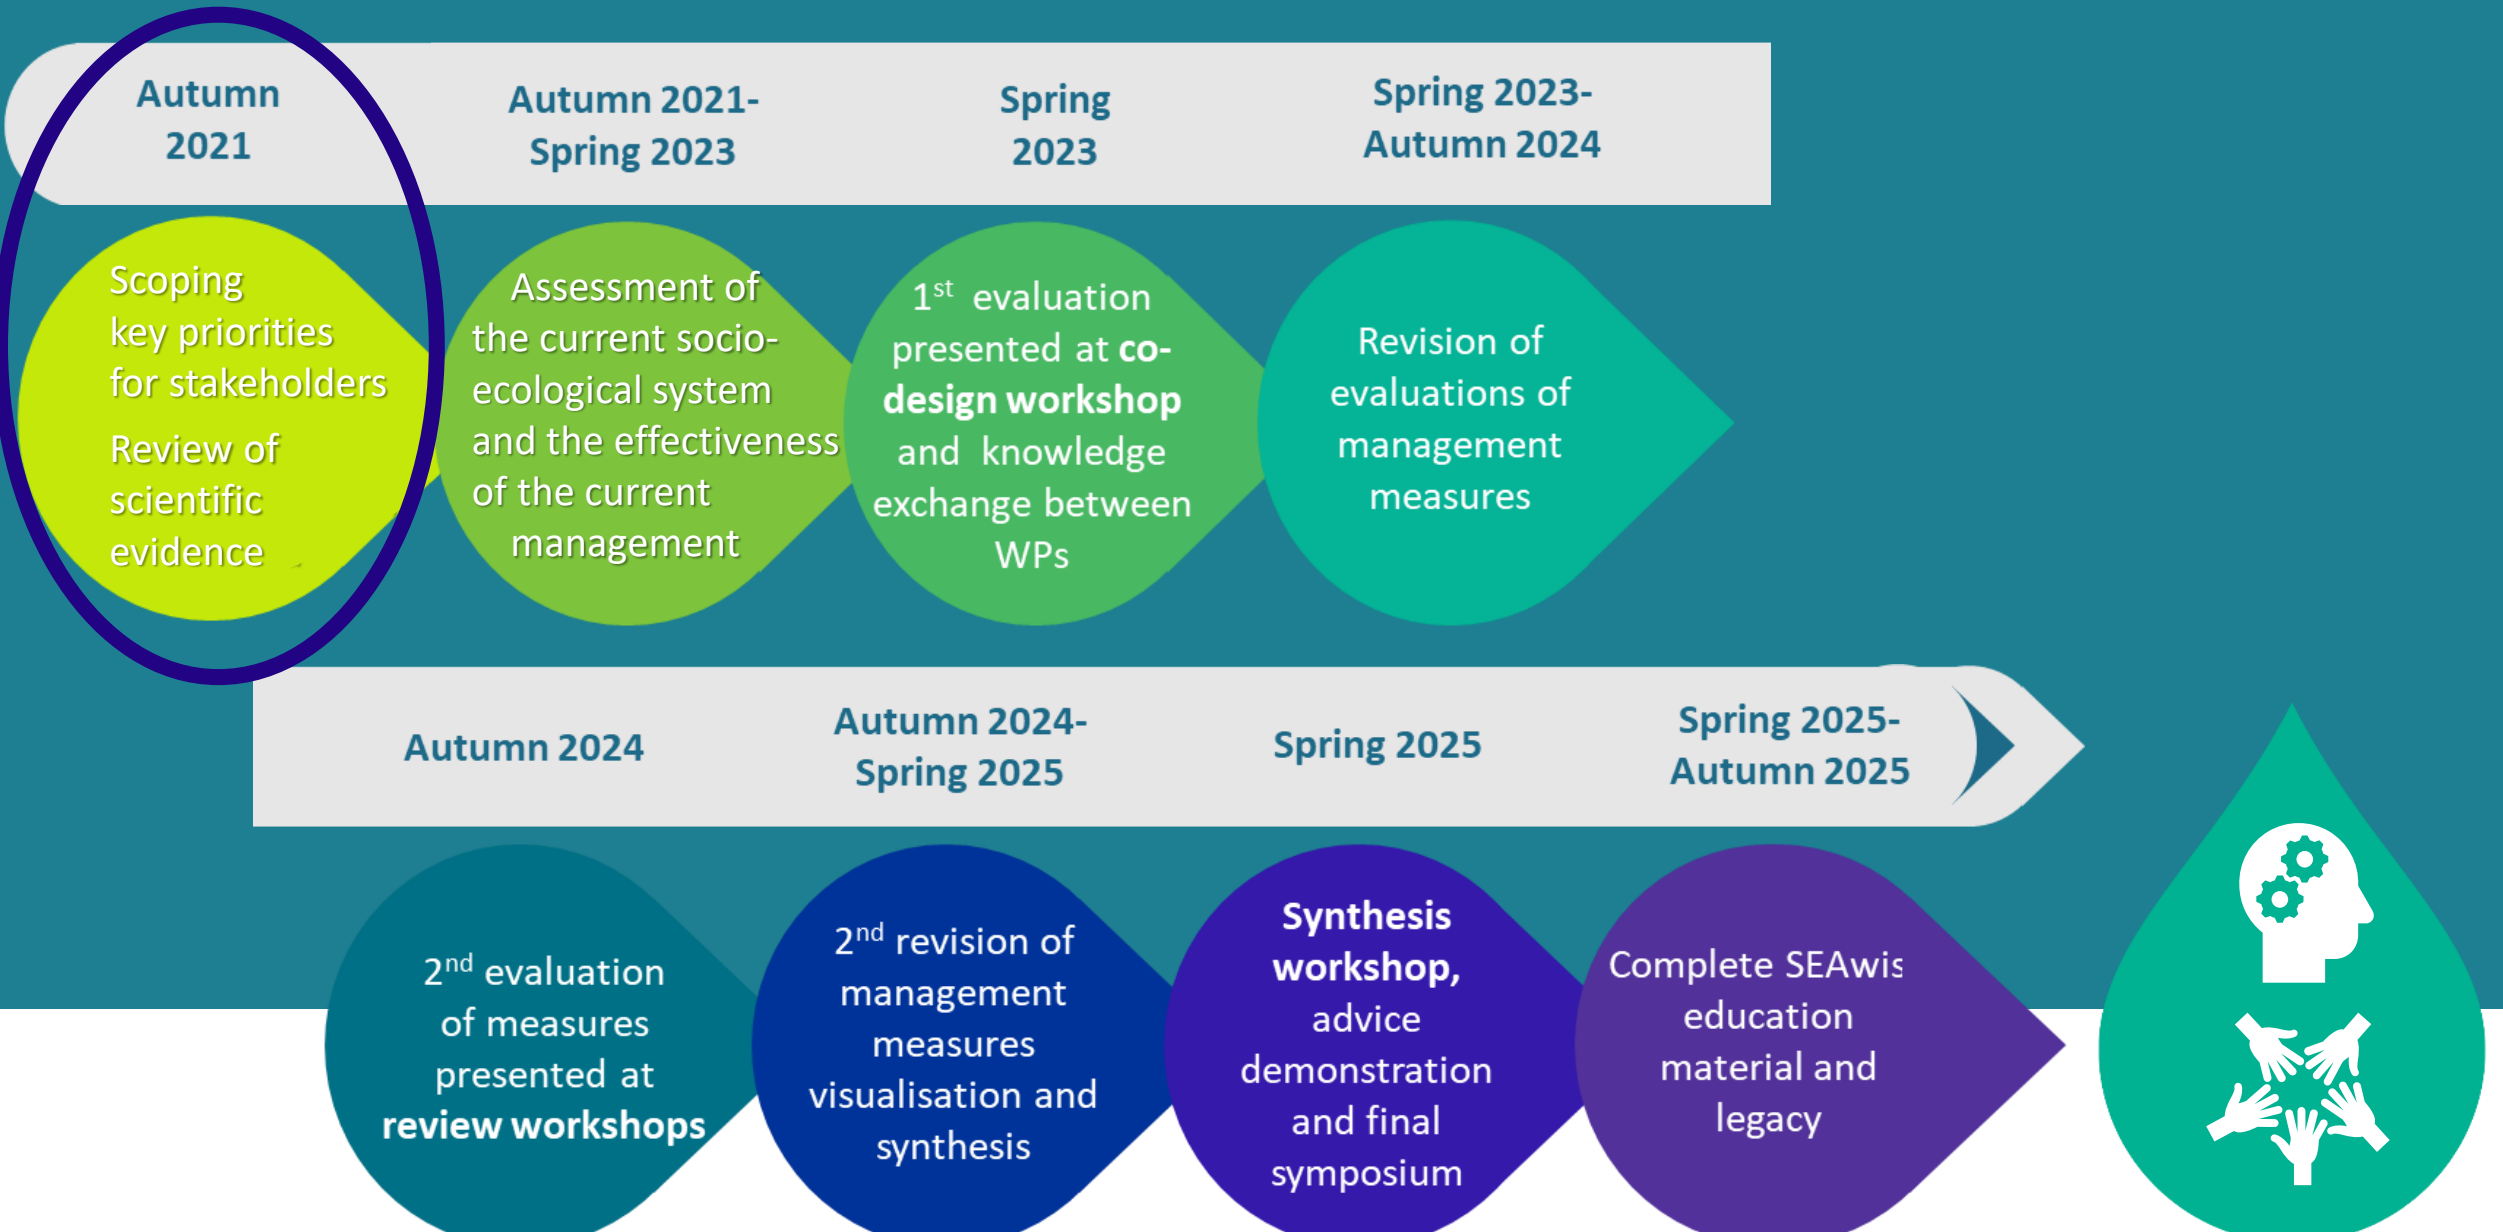 Autumn
2021
Autumn 2021-
Spring 2023
Spring
2023
Spring 2023-
Autumn 2024
Scoping
key priorities
for stakeholders
Review of
scientific
evidence
Assessment of
the current socio-
ecological system
and the effectiveness
of the current
management
1st evaluation
presented at co-
design workshop
and knowledge
exchange between
WPs
Revision of
evaluations of
management
measures
Autumn 2024
Autumn 2024-
Spring 2025
Spring 2025
Spring 2025-
Autumn 2025
2nd evaluation
of measures
presented at
review workshops
2nd revision of
management
measures
visualisation and
synthesis
Synthesis
workshop,
advice
demonstration
and final
symposium
Complete SEAwis
education
material and
legacy